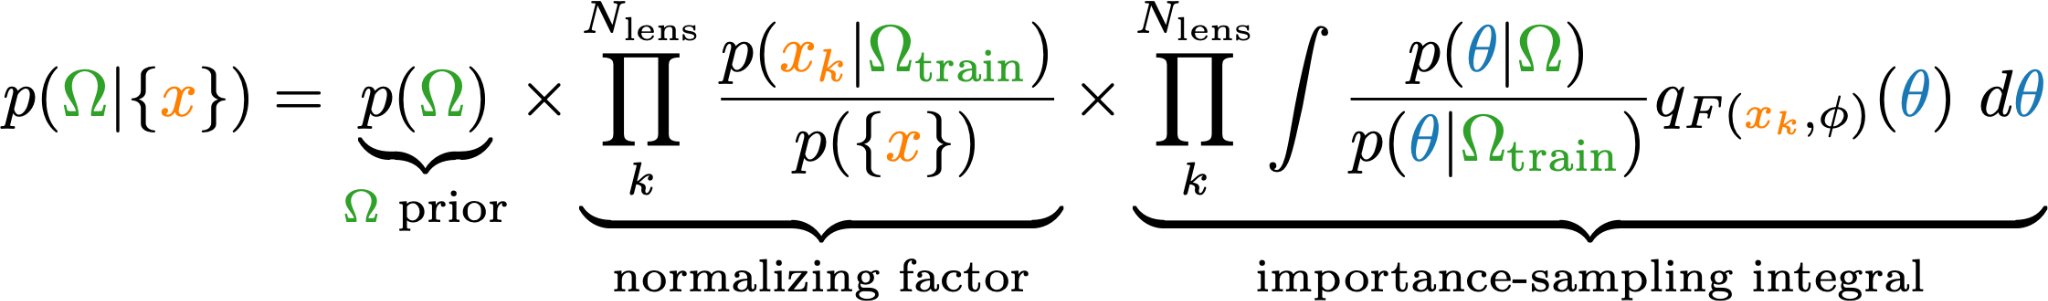 p(Ω|{x}) = p(Ω) × ∏_k^{N_lens} p(x_k|Ω_train) / p({x}) × ∏_k^{N_lens} ∫ p(θ|Ω) / p(θ|Ω_train) q_{F(x_k,ϕ)}(θ) dθ
Ω prior
normalizing factor
importance-sampling integral